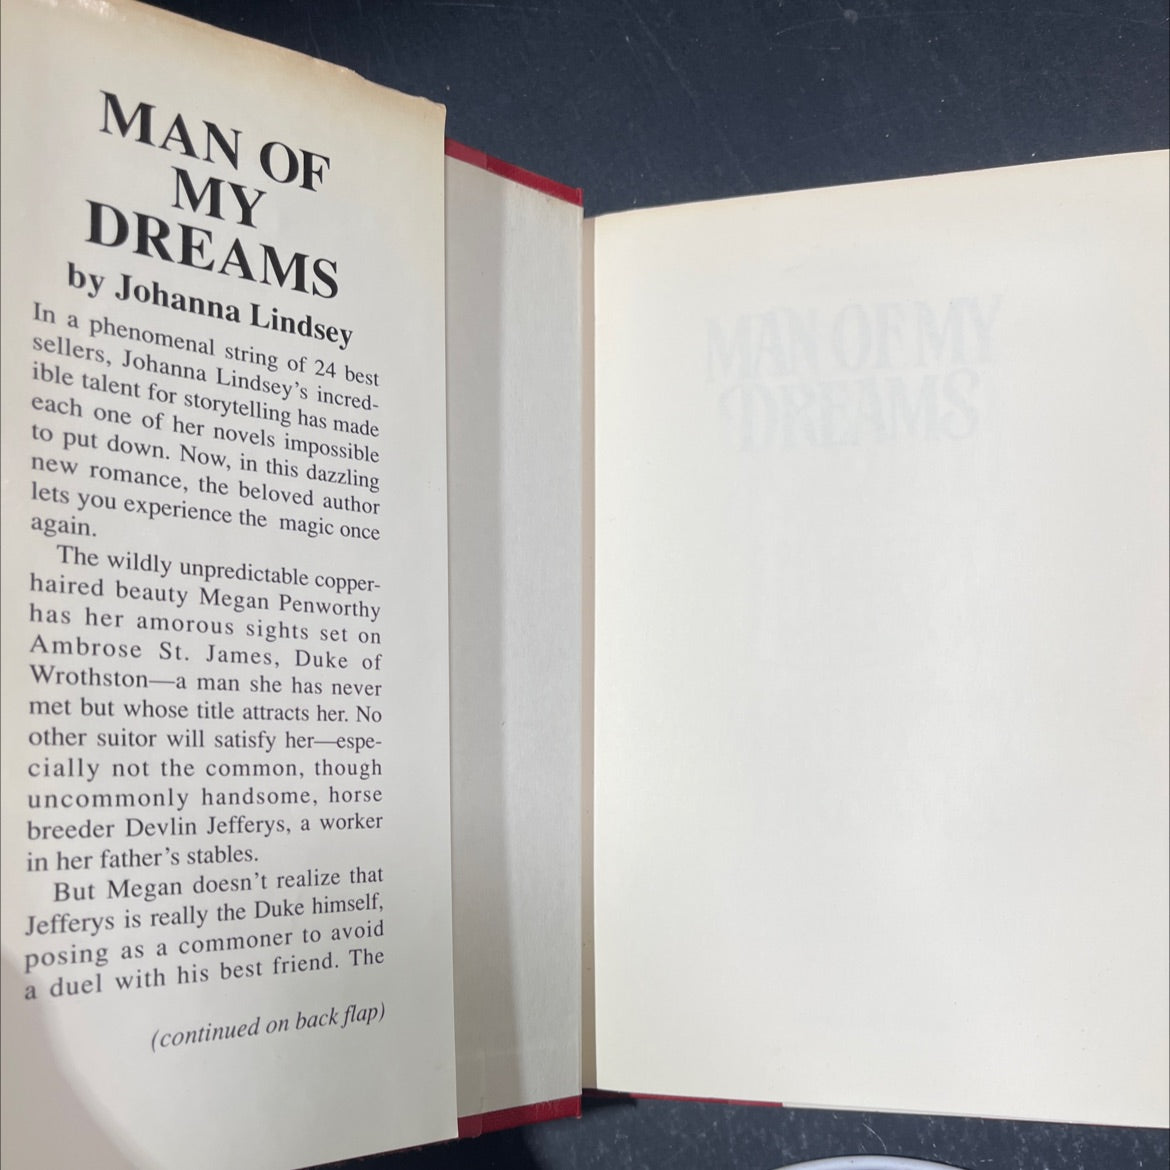 MAN OF
MY
DREAMS
by Johanna Lindsey
In a phenomenal string of 24 best
sellers, Johanna Lindsey's incred-
ible talent for storytelling has made
each one of her novels impossible
to put down. Now, in this dazzling
new romance, the beloved author
lets you experience the magic once
again.
The wildly unpredictable copper-
haired beauty Megan Penworthy
has her amorous sights set on
Ambrose St. James, Duke of
Wrothston—a man she has never
met but whose title attracts her. No
other suitor will satisfy her—espe-
cially not the common, though
uncommonly handsome, horse
breeder Devlin Jefferys, a worker
in her father's stables.
But Megan doesn't realize that
Jefferys is really the Duke himself,
posing as a commoner to avoid
a duel with his best friend. The
(continued on back flap)
MAN OF MY
DREAMS